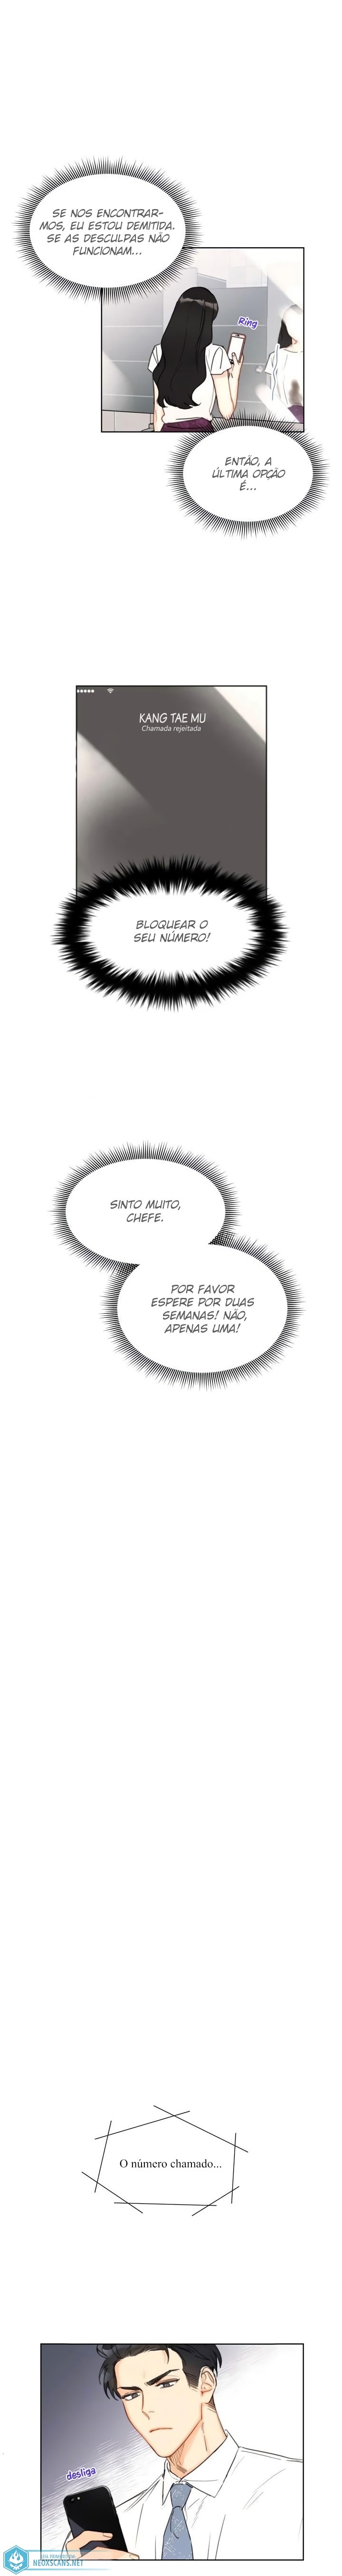 SE NOS ENCONTRAR-
MOS, EU ESTOU DEMITIDA.
SE AS DESCULPAS NÃO
FUNCIONAM...
Ring
ENTÃO, A
ÚLTIMA OPÇÃO
É...
KANG TAE MU
Chamada rejeitada
BLOQUEAR O
SEU NÚMERO!
SINTO MUITO,
CHEFE.
POR FAVOR
ESPERE POR DUAS
SEMANAS! NÃO,
APENAS UMA!
O número chamado...
desliga
NEOXSCANS.NET